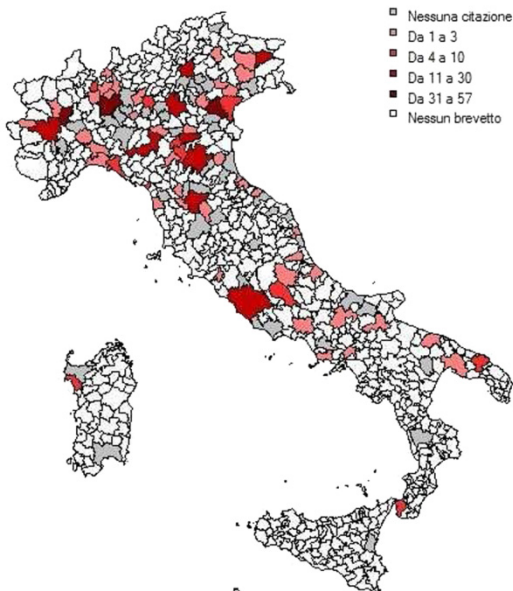 Nessuna citazione
Da 1 a 3
Da 4 a 10
Da 11 a 30
Da 31 a 57
Nessun brevetto